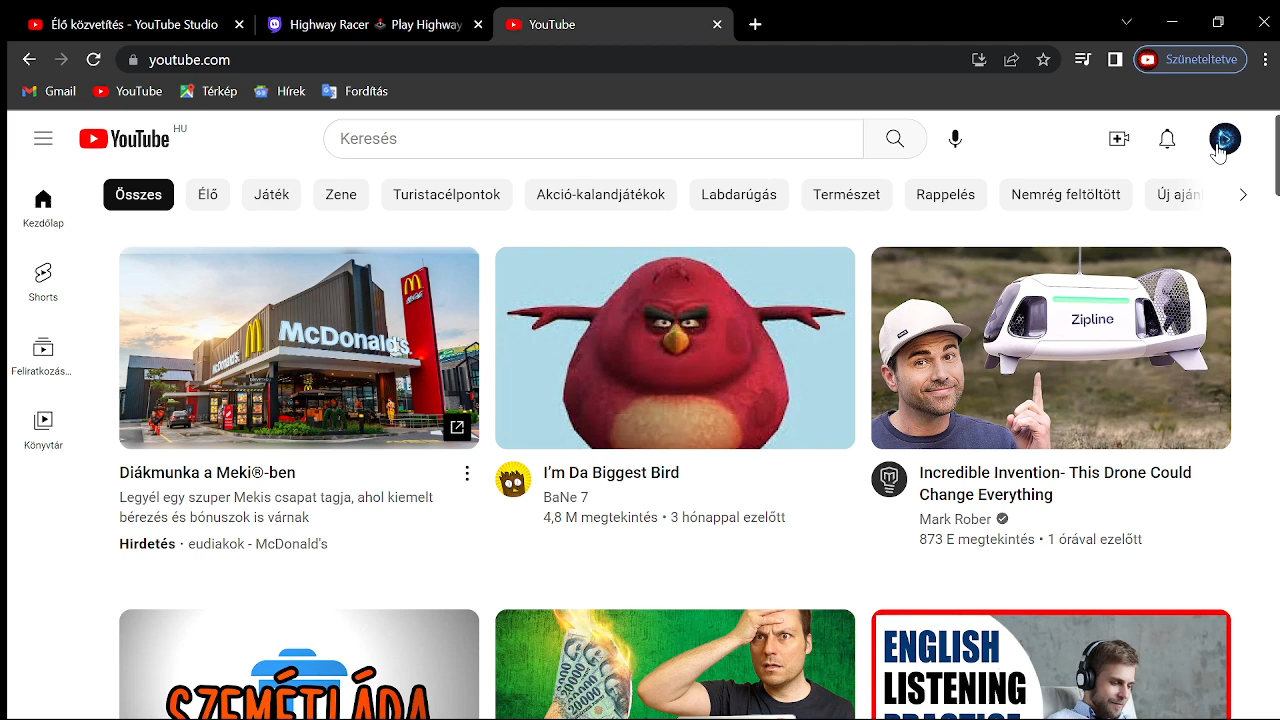 Élő közvetítés - YouTube Studio
Highway Racer 🕹️ Play Highway
YouTube
youtube.com
Szüneteltetve
Gmail
YouTube
Térkép
Hírek
Fordítás
YouTube HU
Keresés
Összes
Élő
Játék
Zene
Turistacélpontok
Akció-kalandjátékok
Labdarúgás
Természet
Rappelés
Nemrég feltöltött
Új aján
Kezdőlap
Shorts
Feliratkozás...
Könyvtár
McDonald's
McDonald's
Zipline
Diákmunka a Meki®-ben
Legyél egy szuper Mekis csapat tagja, ahol kiemelt
bérezés és bónuszok is várnak
Hirdetés · eudiakok - McDonald's
I'm Da Biggest Bird
BaNe 7
4,8 M megtekintés • 3 hónappal ezelőtt
Incredible Invention- This Drone Could
Change Everything
Mark Rober
873 E megtekintés • 1 órával ezelőtt
SZEMÉTLÁDA
20000
20000
ENGLISH
LISTENING
PRACTICE